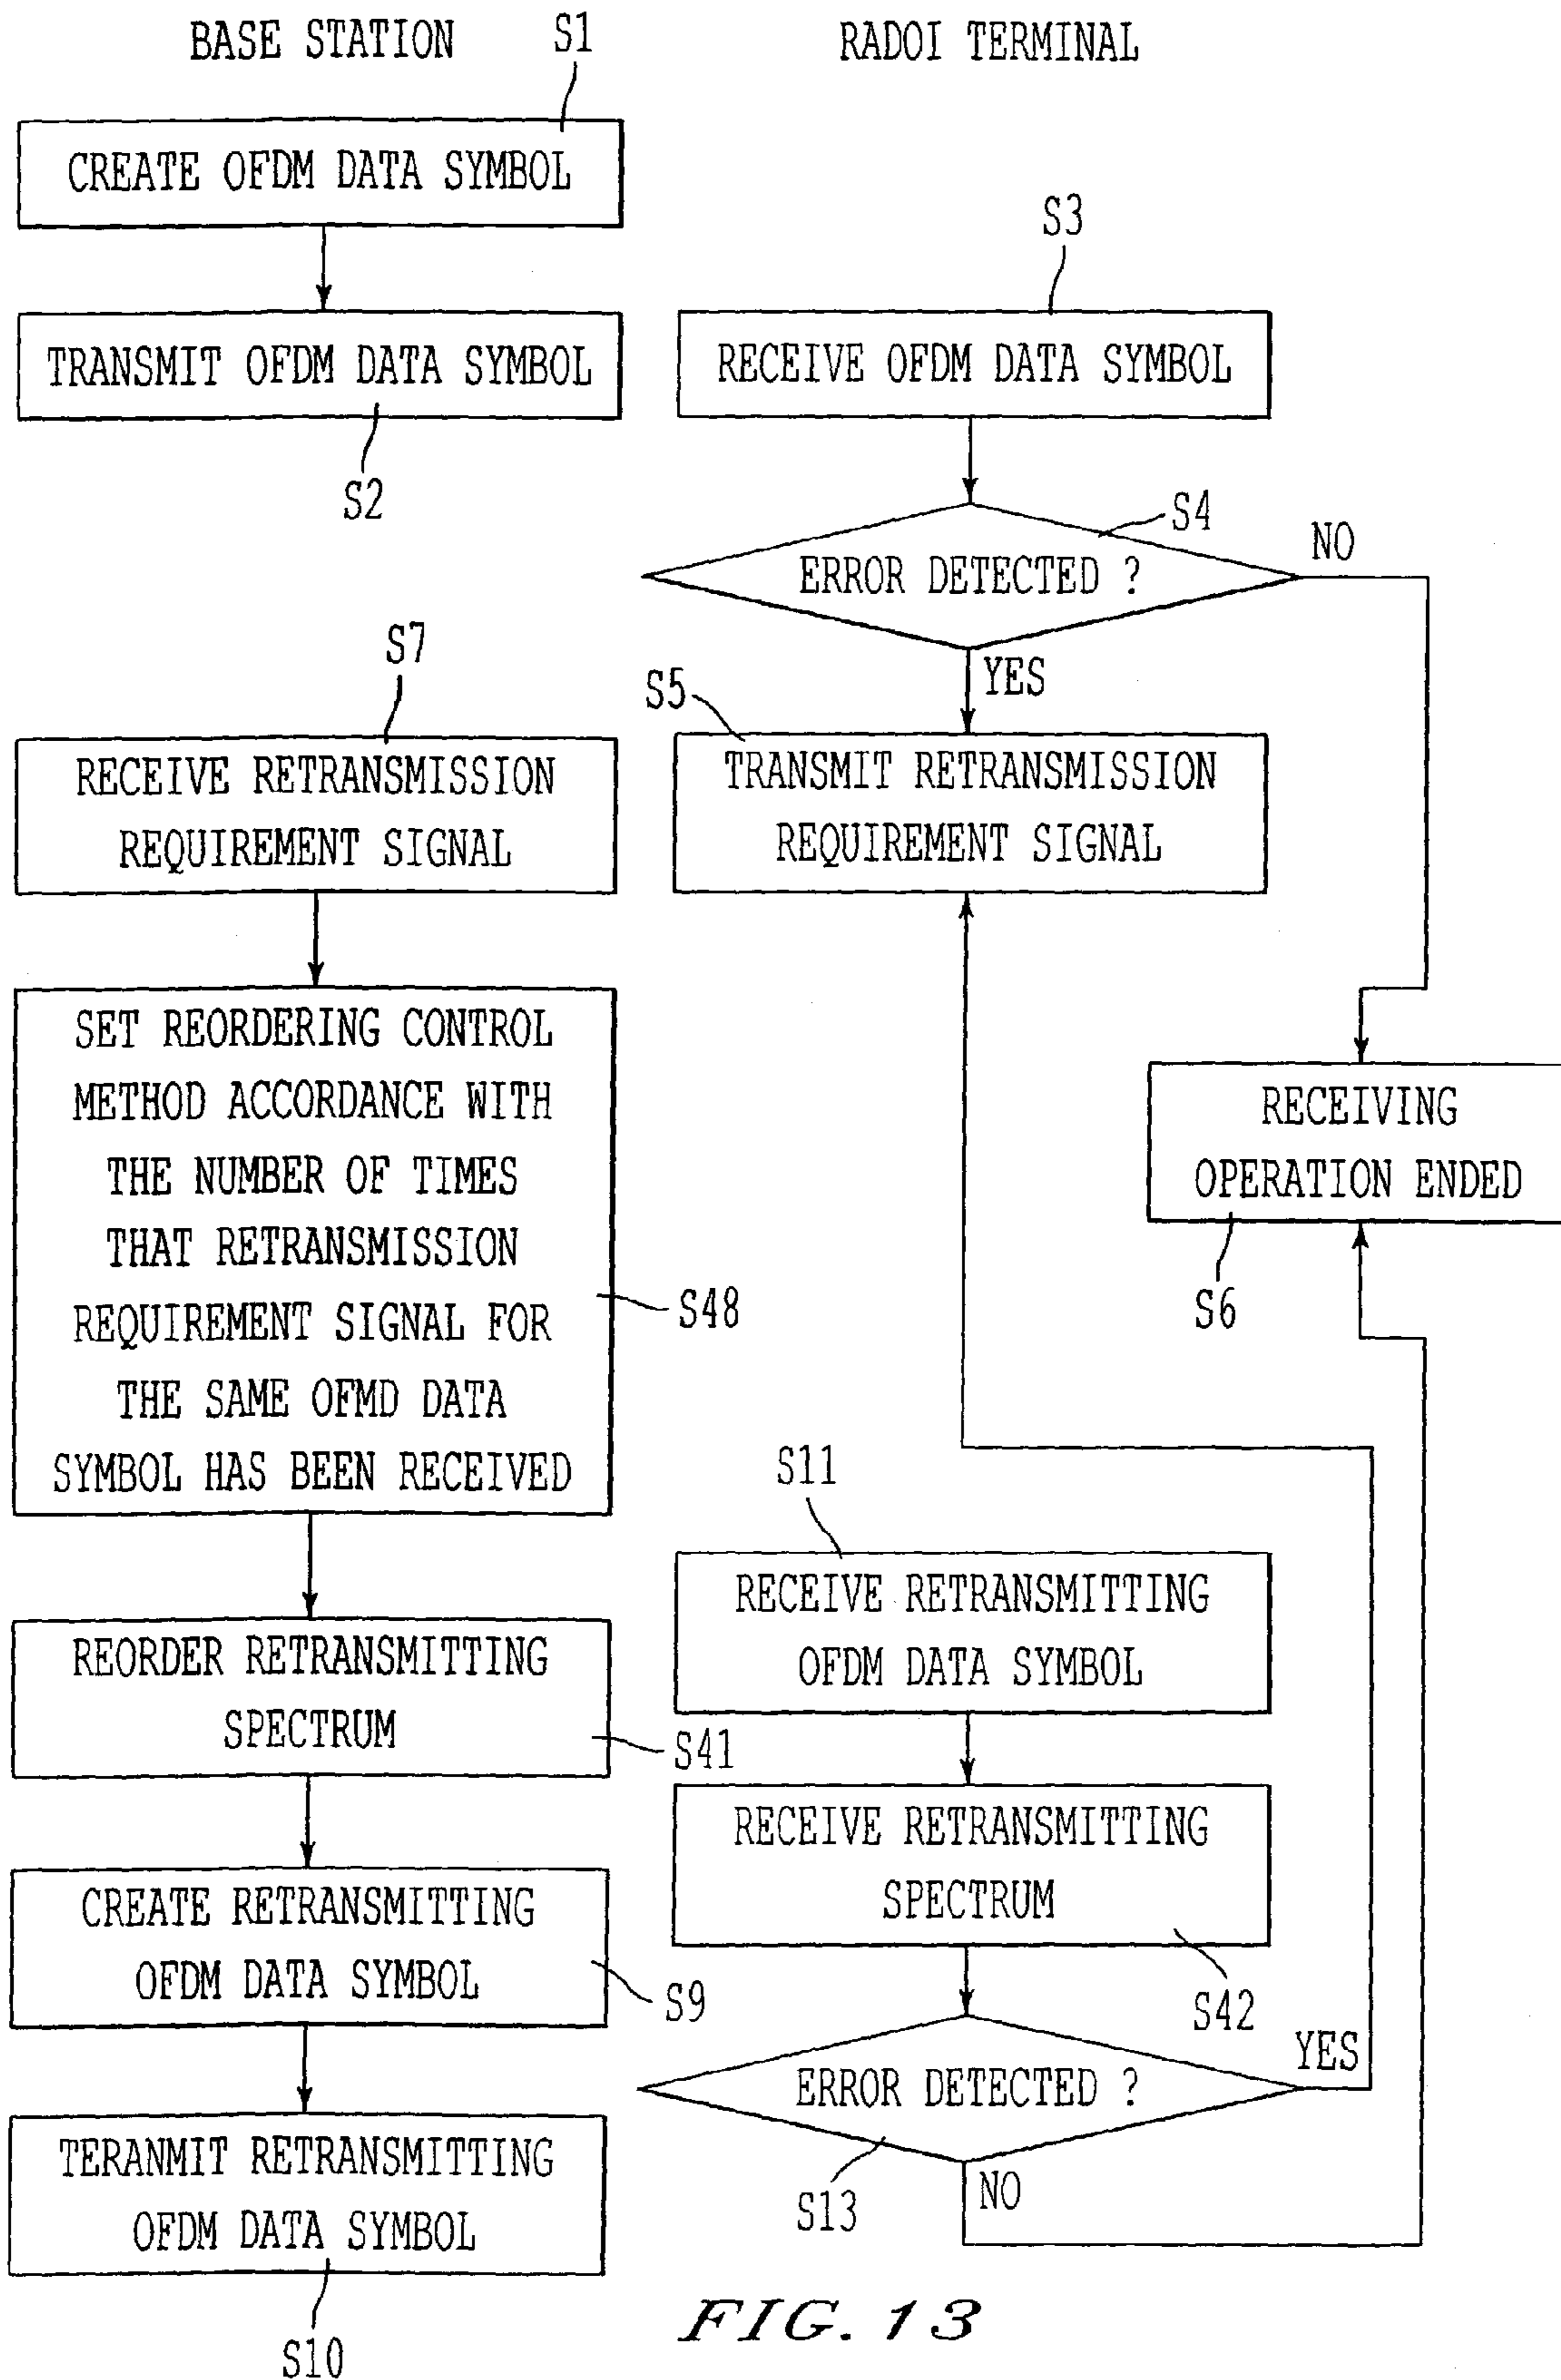 BASE STATION
S1
RADOI TERMINAL
CREATE OFDM DATA SYMBOL
S3
TRANSMIT OFDM DATA SYMBOL
S2
RECEIVE OFDM DATA SYMBOL
S4
NO
ERROR DETECTED ?
YES
S7
S5
RECEIVE RETRANSMISSION
REQUIREMENT SIGNAL
TRANSMIT RETRANSMISSION
REQUIREMENT SIGNAL
SET REORDERING CONTROL
METHOD ACCORDANCE WITH
THE NUMBER OF TIMES
THAT RETRANSMISSION
REQUIREMENT SIGNAL FOR
THE SAME OFMD DATA
SYMBOL HAS BEEN RECEIVED
S48
RECEIVING
OPERATION ENDED
S6
S11
RECEIVE RETRANSMITTING
OFDM DATA SYMBOL
REORDER RETRANSMITTING
SPECTRUM
S41
RECEIVE RETRANSMITTING
SPECTRUM
S42
CREATE RETRANSMITTING
OFDM DATA SYMBOL
S9
YES
ERROR DETECTED ?
S13
NO
TERANMIT RETRANSMITTING
OFDM DATA SYMBOL
S10
FIG. 13